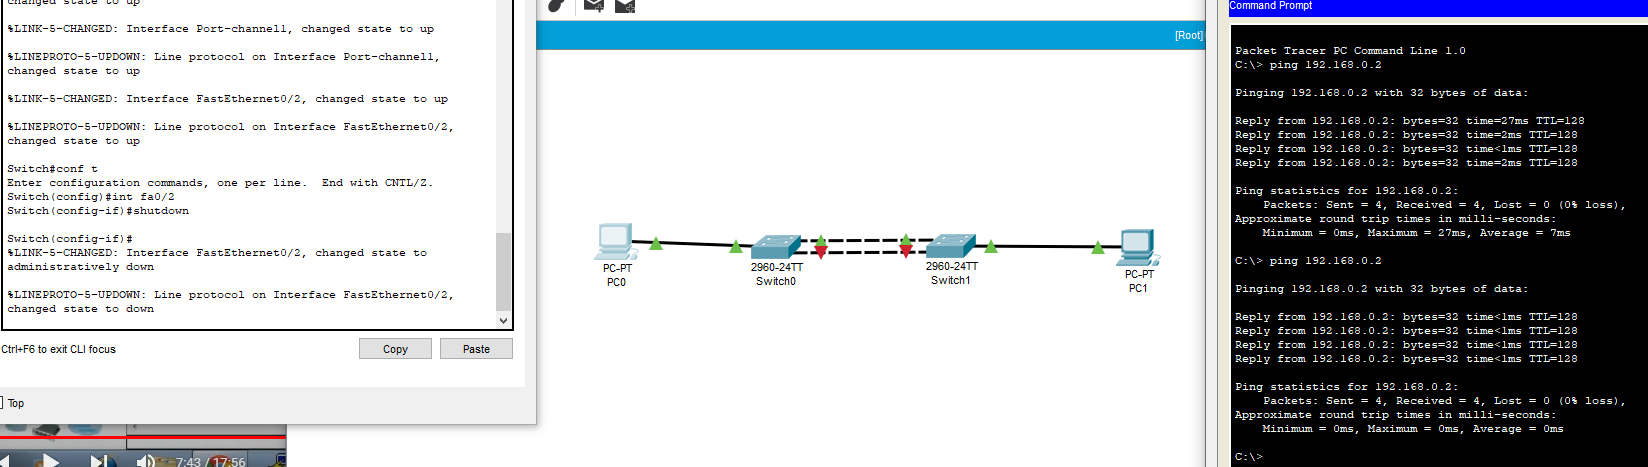 changed state to up
%LINK-5-CHANGED: Interface Port-channel1, changed state to up
%LINEPROTO-5-UPDOWN: Line protocol on Interface Port-channel1,
changed state to up
%LINK-5-CHANGED: Interface FastEthernet0/2, changed state to up
%LINEPROTO-5-UPDOWN: Line protocol on Interface FastEthernet0/2,
changed state to up
Switch#conf t
Enter configuration commands, one per line.  End with CNTL/Z.
Switch(config)#int fa0/2
Switch(config-if)#shutdown
Switch(config-if)#
%LINK-5-CHANGED: Interface FastEthernet0/2, changed state to
administratively down
%LINEPROTO-5-UPDOWN: Line protocol on Interface FastEthernet0/2,
changed state to down
Ctrl+F6 to exit CLI focus
Copy
Paste
Top
7:43 / 17:56
[Root]
PC-PT
PC0
2960-24TT
Switch0
2960-24TT
Switch1
PC-PT
PC1
Command Prompt
Packet Tracer PC Command Line 1.0
C:\> ping 192.168.0.2
Pinging 192.168.0.2 with 32 bytes of data:
Reply from 192.168.0.2: bytes=32 time=27ms TTL=128
Reply from 192.168.0.2: bytes=32 time=2ms TTL=128
Reply from 192.168.0.2: bytes=32 time<1ms TTL=128
Reply from 192.168.0.2: bytes=32 time=2ms TTL=128
Ping statistics for 192.168.0.2:
Packets: Sent = 4, Received = 4, Lost = 0 (0% loss),
Approximate round trip times in milli-seconds:
Minimum = 0ms, Maximum = 27ms, Average = 7ms
C:\> ping 192.168.0.2
Pinging 192.168.0.2 with 32 bytes of data:
Reply from 192.168.0.2: bytes=32 time<1ms TTL=128
Reply from 192.168.0.2: bytes=32 time<1ms TTL=128
Reply from 192.168.0.2: bytes=32 time<1ms TTL=128
Reply from 192.168.0.2: bytes=32 time<1ms TTL=128
Ping statistics for 192.168.0.2:
Packets: Sent = 4, Received = 4, Lost = 0 (0% loss),
Approximate round trip times in milli-seconds:
Minimum = 0ms, Maximum = 0ms, Average = 0ms
C:\>